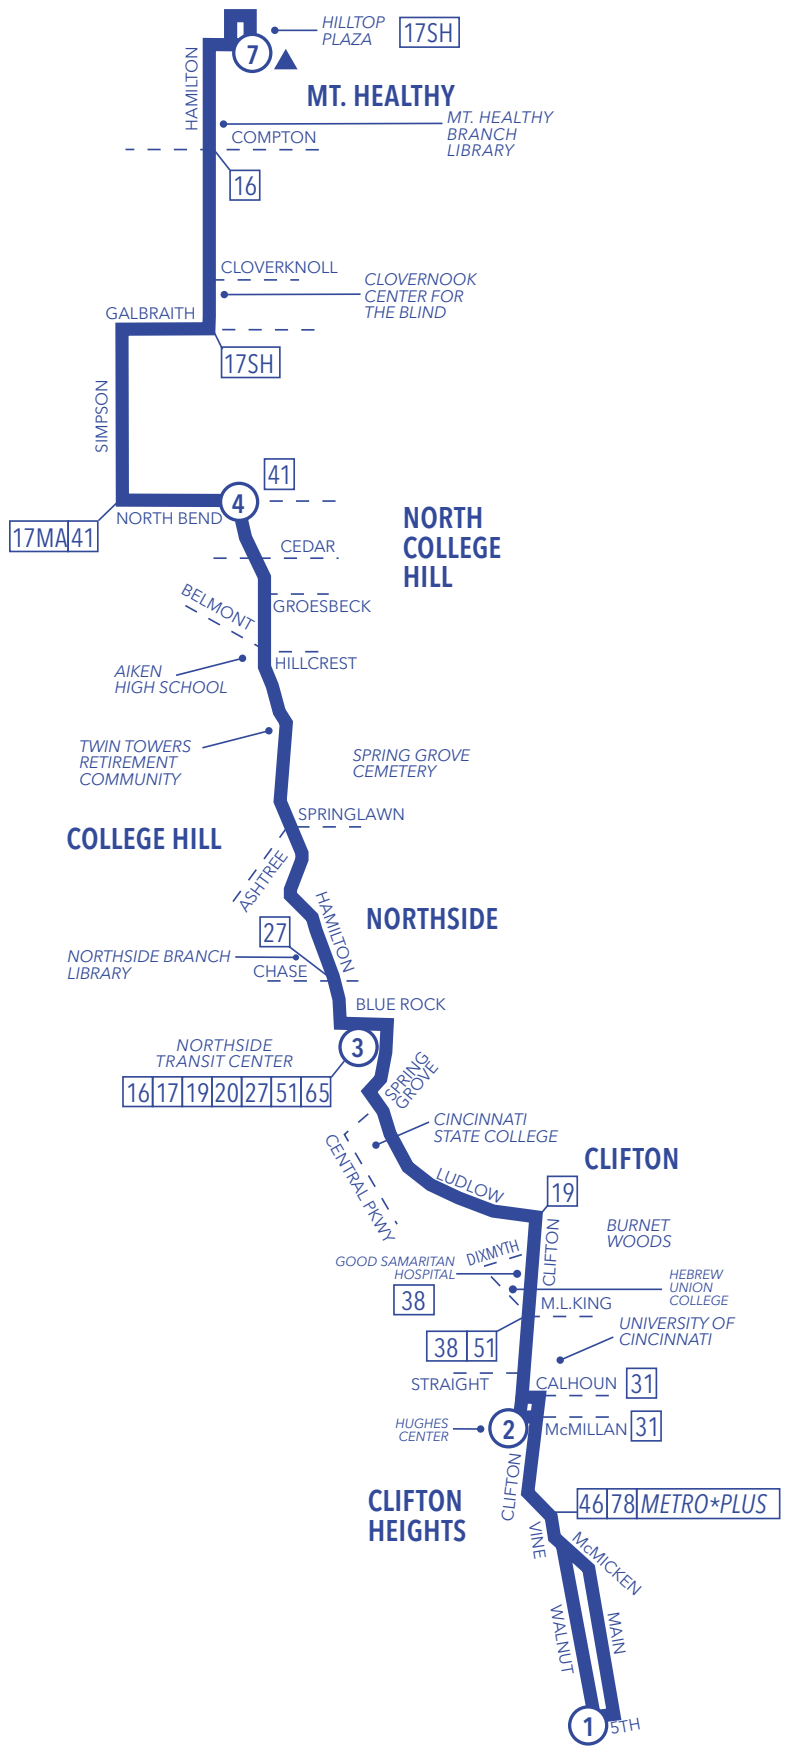 HILLTOP
PLAZA
17SH
7
HAMILTON
MT. HEALTHY
MT. HEALTHY
BRANCH
LIBRARY
COMPTON
16
CLOVERKNOLL
CLOVERNOOK
CENTER FOR
THE BLIND
GALBRAITH
17SH
SIMPSON
41
4
NORTH BEND
17MA 41
NORTH
COLLEGE
HILL
CEDAR
BELMONT
GROESBECK
HILLCREST
AIKEN
HIGH SCHOOL
TWIN TOWERS
RETIREMENT
COMMUNITY
SPRING GROVE
CEMETERY
SPRINGLAWN
COLLEGE HILL
ASHTREE
HAMILTON
NORTHSIDE
27
NORTHSIDE BRANCH
LIBRARY
CHASE
BLUE ROCK
NORTHSIDE
TRANSIT CENTER
3
16 17 19 20 27 51 65
SPRING
GROVE
CINCINNATI
STATE COLLEGE
CENTRAL PKWY
CLIFTON
LUDLOW
19
BURNET
WOODS
CLIFTON
DIXMYTH
GOOD SAMARITAN
HOSPITAL
38
HEBREW
UNION
COLLEGE
M.L.KING
38 51
UNIVERSITY OF
CINCINNATI
STRAIGHT
CALHOUN
31
HUGHES
CENTER
2
McMILLAN
31
CLIFTON
CLIFTON
HEIGHTS
46 78 METRO*PLUS
VINE
McMICKEN
WALNUT
MAIN
1
5TH